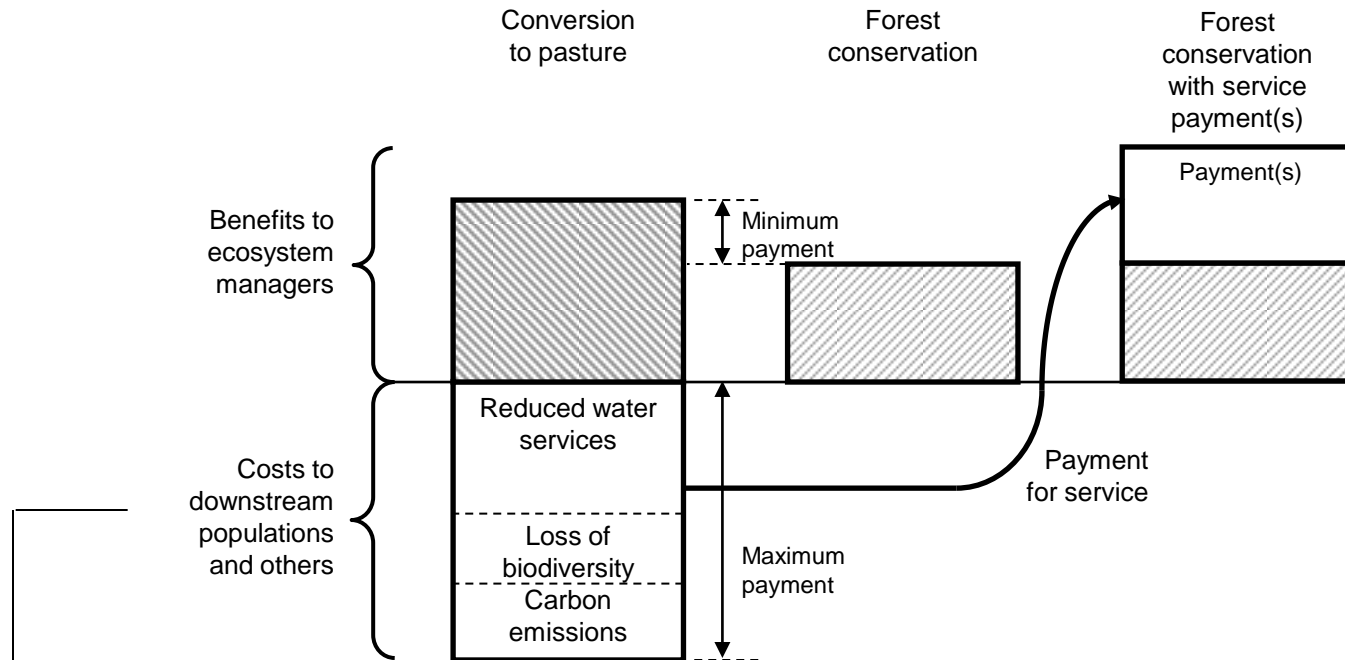 Conversion
to pasture
Forest
conservation
Forest
conservation
with service
payment(s)
Benefits to
ecosystem
managers
Minimum
payment
Payment(s)
Costs to
downstream
populations
and others
Reduced water
services
Loss of
biodiversity
Carbon
emissions
Maximum
payment
Payment
for service